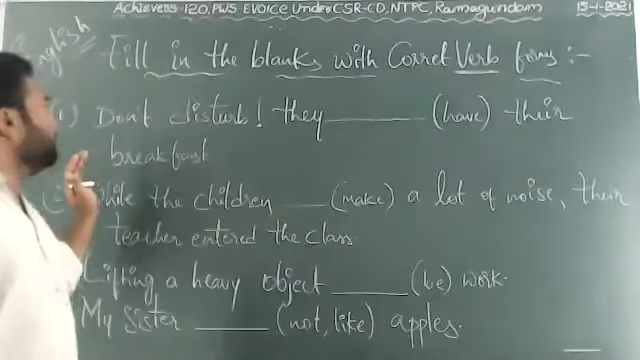 Achievers-120, PWS EVOICE Under CSR-CD, NTPC, Ramagundam
15-1-2021
English
Fill in the blanks with Corret Verb forms :-
1) Don't disturb! they ______ (have) their
breakfast
While the children ____ (make) a lot of noise, their
teacher entered the class.
Lifting a heavy object ______ (be) work.
My Sister ______ (not, like) apples.